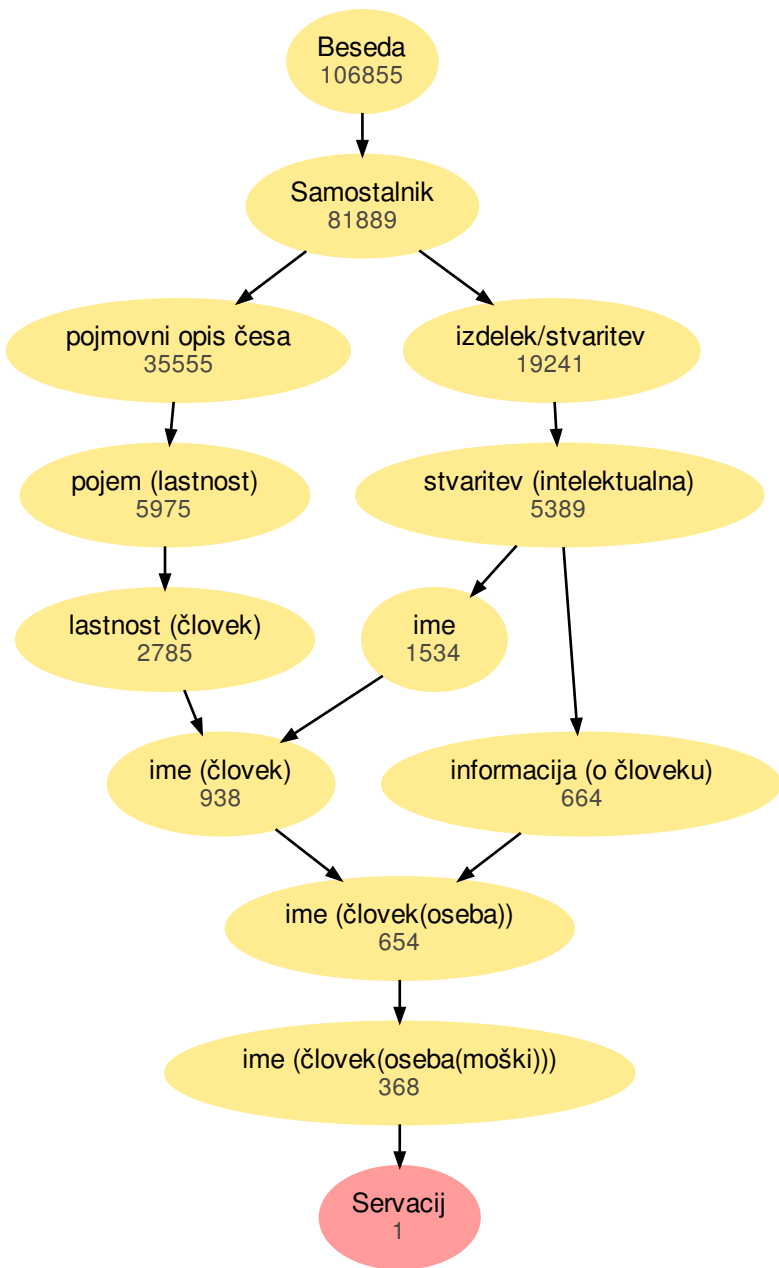 Beseda
106855
Samostalnik
81889
pojmovni opis česa
35555
izdelek/stvaritev
19241
pojem (lastnost)
5975
stvaritev (intelektualna)
5389
lastnost (človek)
2785
ime
1534
ime (človek)
938
informacija (o človeku)
664
ime (človek(oseba))
654
ime (človek(oseba(moški)))
368
Servacij
1